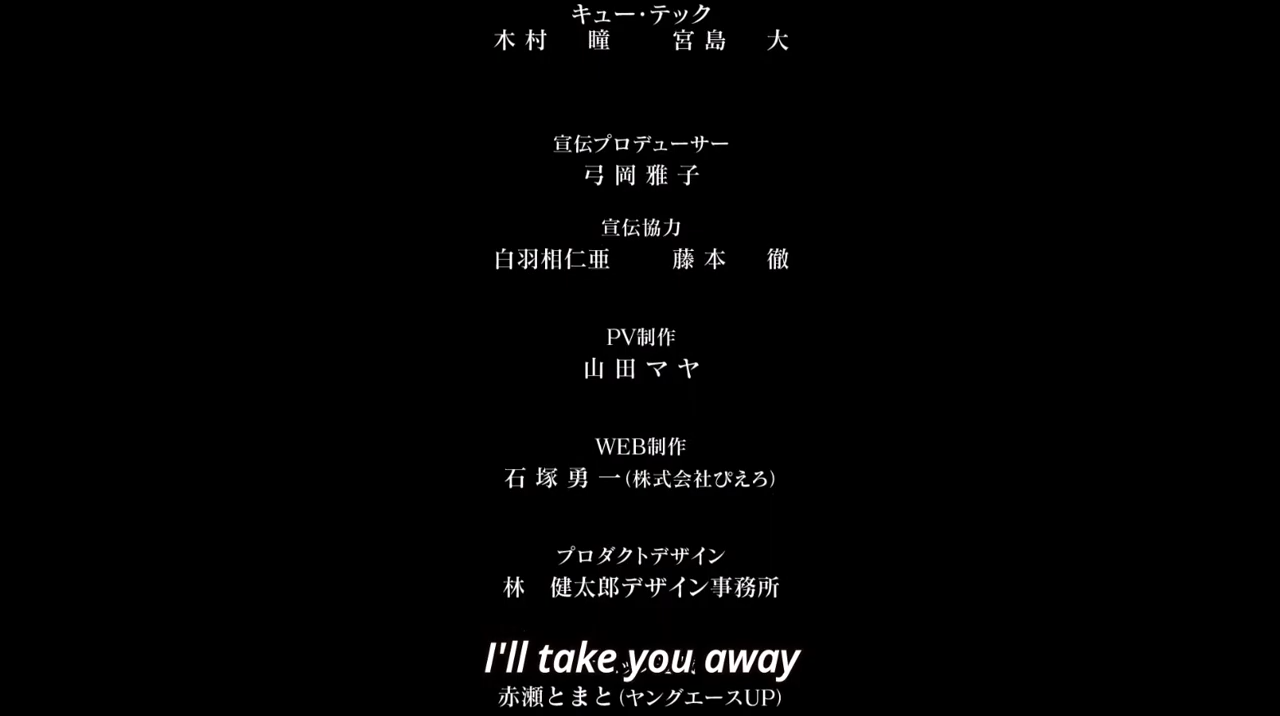 キュー・テック
木村 瞳 宮島 大
宣伝プロデューサー
弓岡雅子
宣伝協力
白羽相仁亜 藤本 徹
PV制作
山田マヤ
WEB制作
石塚勇一(株式会社ぴえろ)
プロダクトデザイン
林 健太郎デザイン事務所
I'll take you away
赤瀬とまと(ヤングエースUP)